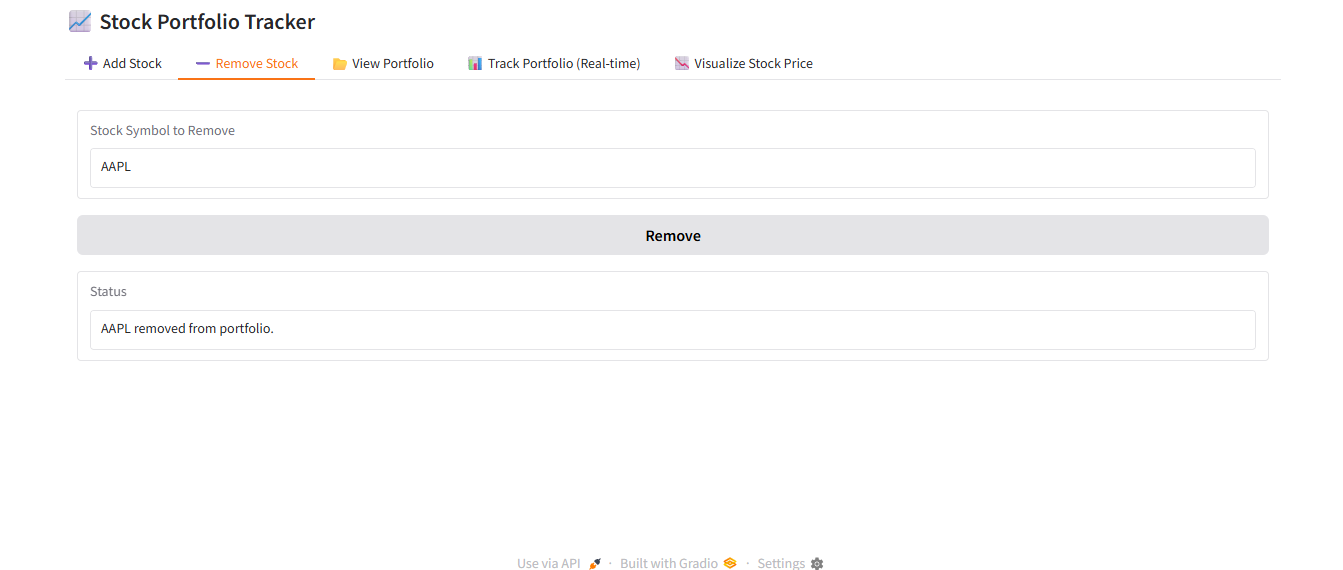 Stock Portfolio Tracker
Add Stock Remove Stock View Portfolio Track Portfolio (Real-time) Visualize Stock Price
Stock Symbol to Remove
AAPL
Remove
Status
AAPL removed from portfolio.
Use via API · Built with Gradio · Settings